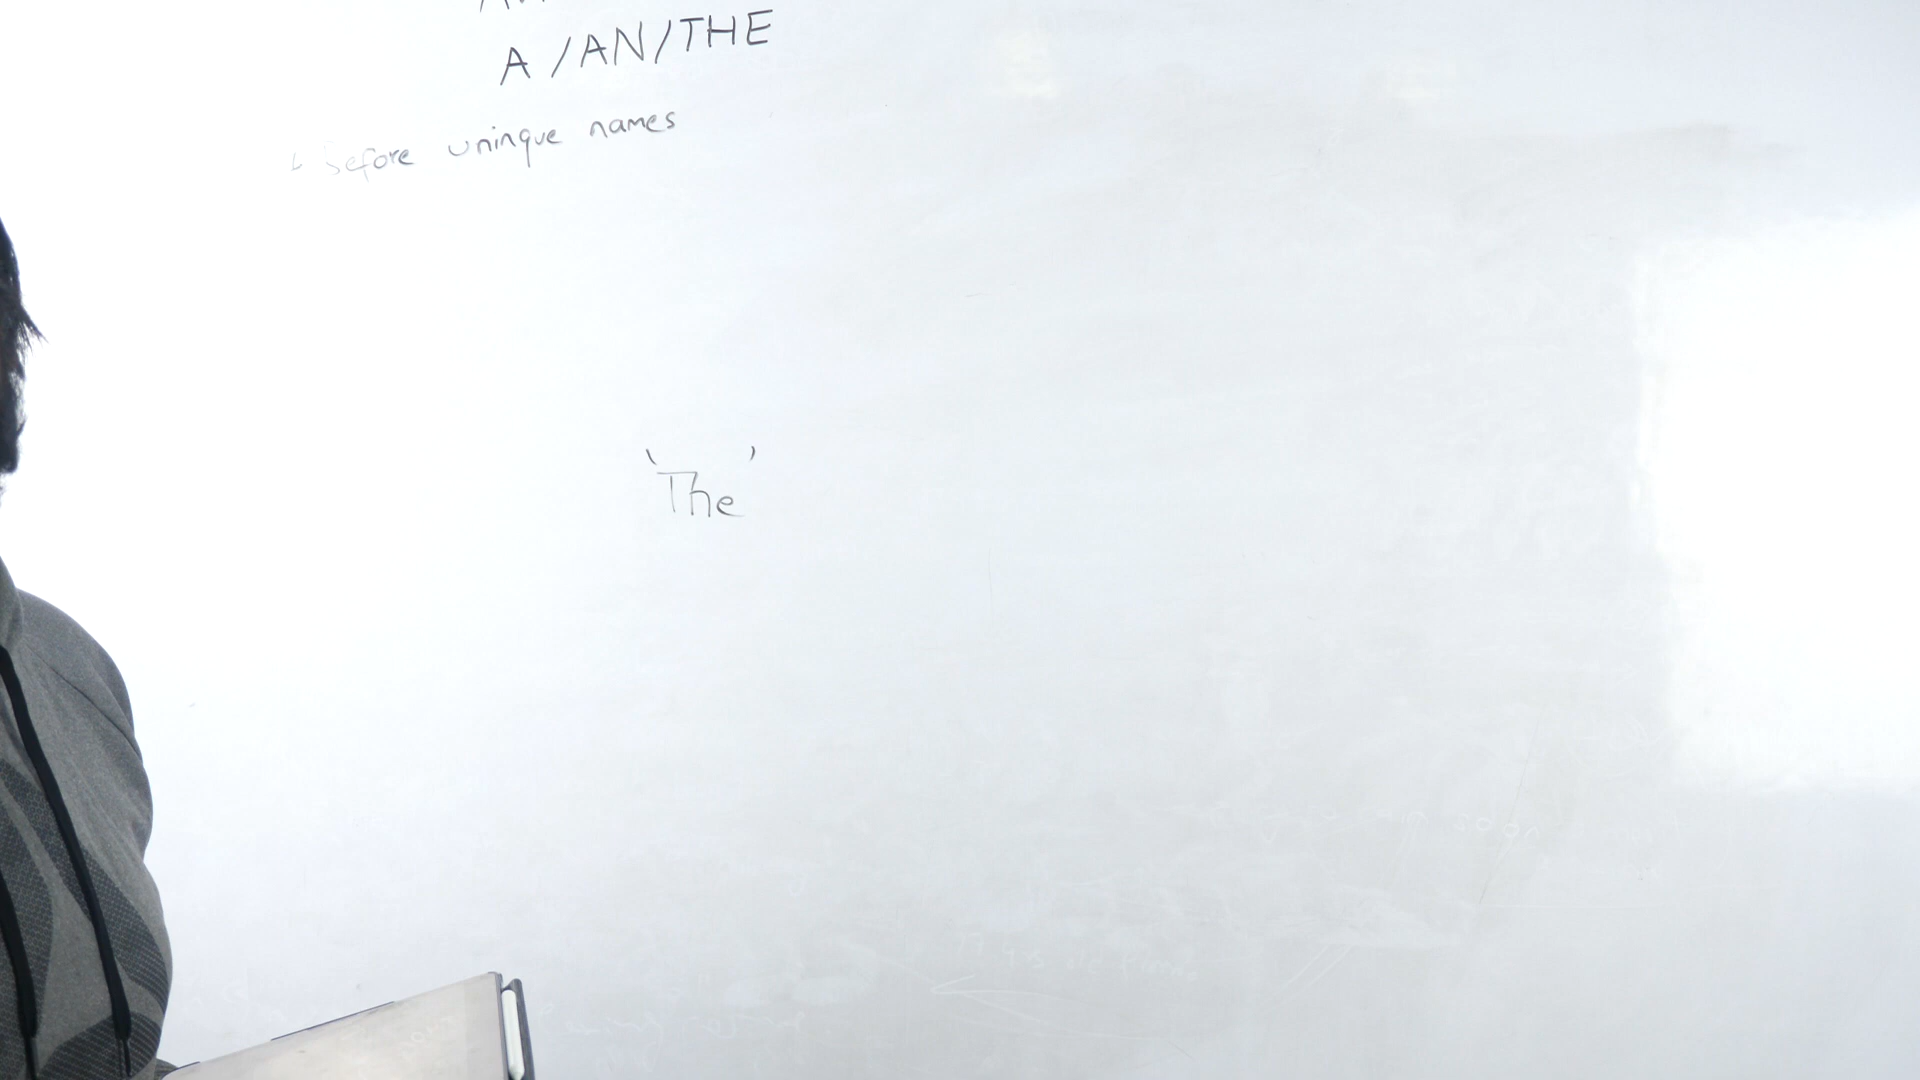 A /AN/THE
↳ Before uninque names
'The'